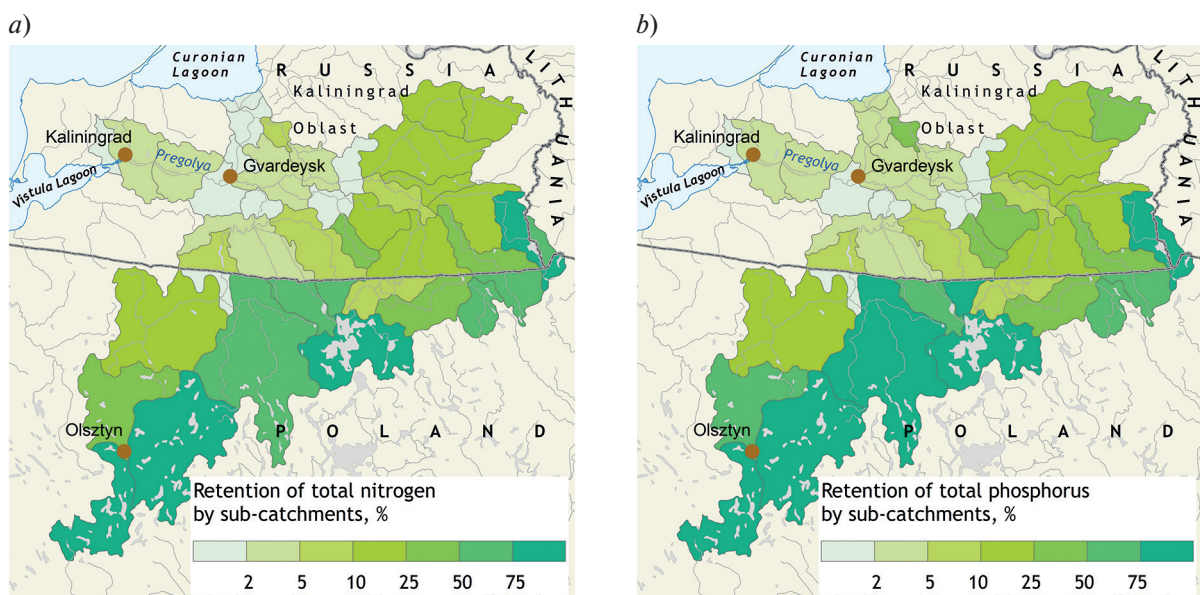 a)
Curonian
Lagoon
RUSSIA
Kaliningrad
Oblast
LITHUANIA
Kaliningrad
Pregolya
Gvardeysk
Vistula Lagoon
Olsztyn
POLAND
Retention of total nitrogen
by sub-catchments, %
2 5 10 25 50 75
b)
Curonian
Lagoon
RUSSIA
Kaliningrad
Oblast
LITHUANIA
Kaliningrad
Pregolya
Gvardeysk
Vistula Lagoon
Olsztyn
POLAND
Retention of total phosphorus
by sub-catchments, %
2 5 10 25 50 75